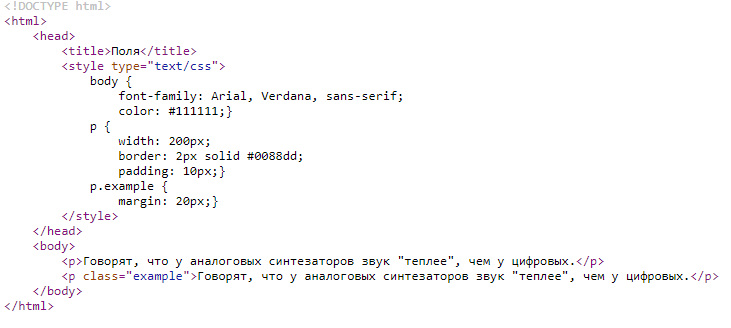 <!DOCTYPE html>
<html>
    <head>
        <title>Поля</title>
        <style type="text/css">
            body {
                font-family: Arial, Verdana, sans-serif;
                color: #111111;}
            p {
                width: 200px;
                border: 2px solid #0088dd;
                padding: 10px;}
            p.example {
                margin: 20px;}
        </style>
    </head>
    <body>
        <p>Говорят, что у аналоговых синтезаторов звук "теплее", чем у цифровых.</p>
        <p class="example">Говорят, что у аналоговых синтезаторов звук "теплее", чем у цифровых.</p>
    </body>
</html>